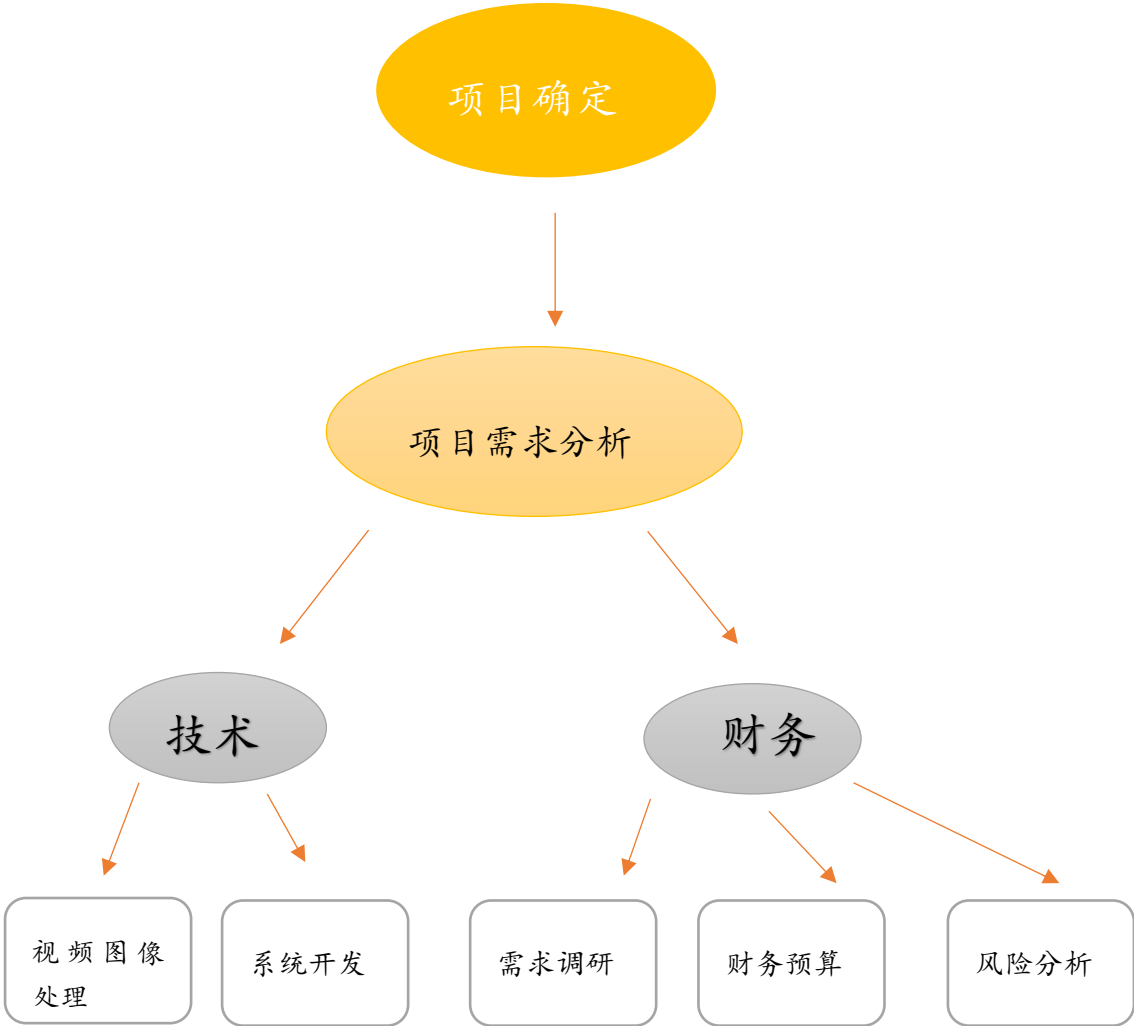 项目确定
项目需求分析
技术
财务
视频图像
处理
系统开发
需求调研
财务预算
风险分析